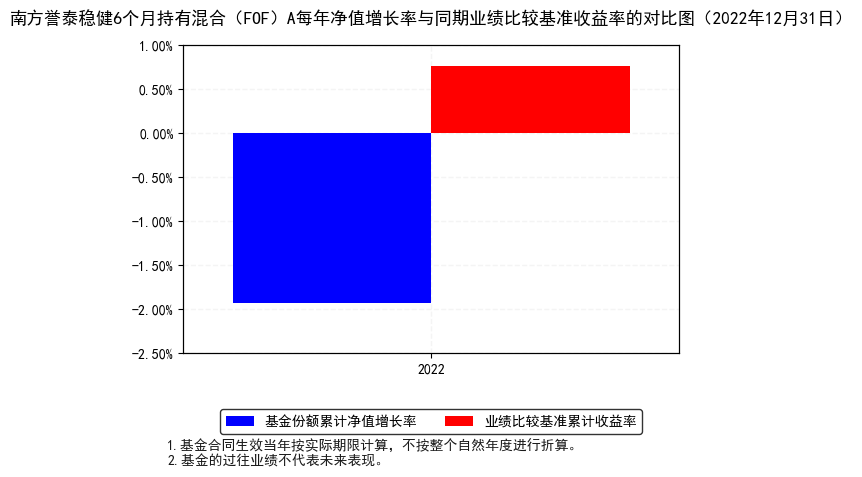 南方誉泰稳健6个月持有混合（FOF）A每年净值增长率与同期业绩比较基准收益率的对比图（2022年12月31日）
1.00%
0.50%
0.00%
-0.50%
-1.00%
-1.50%
-2.00%
-2.50%
2022
基金份额累计净值增长率 业绩比较基准累计收益率
1.基金合同生效当年按实际期限计算，不按整个自然年度进行折算。
2.基金的过往业绩不代表未来表现。